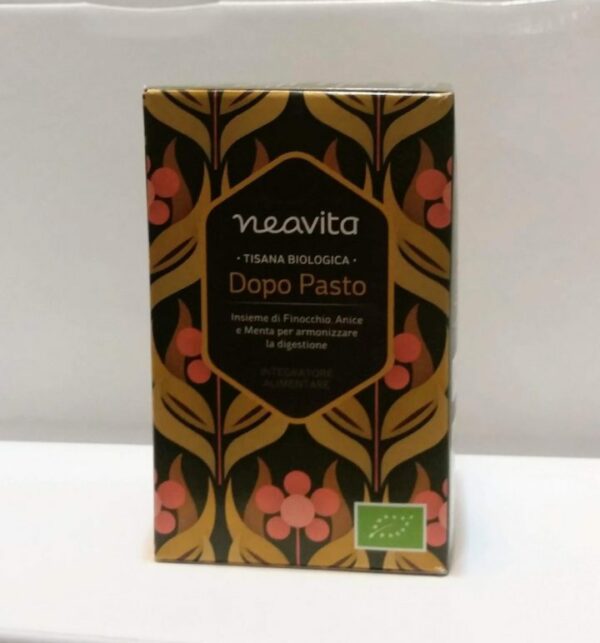 neavita
• TISANA BIOLOGICA •
Dopo Pasto
Insieme di Finocchio, Anice
e Menta per armonizzare
la digestione
INTEGRATORE
ALIMENTARE